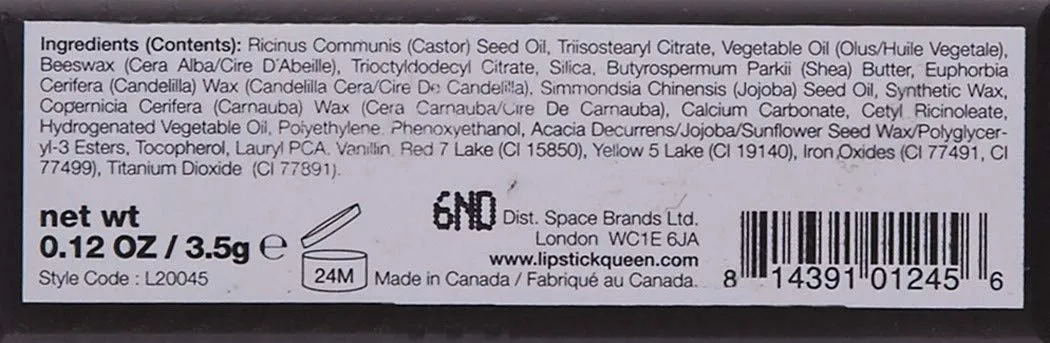 Ingredients (Contents): Ricinus Communis (Castor) Seed Oil, Triisostearyl Citrate, Vegetable Oil (Olus/Huile Vegetale),
Beeswax (Cera Alba/Cire D'Abeille), Trioctyldodecyl Citrate, Silica, Butyrospermum Parkii (Shea) Butter, Euphorbia
Cerifera (Candelilla) Wax (Candelilla Cera/Cire De Candelilla). Simmondsia Chinensis (Jojoba) Seed Oil, Synthetic Wax,
Copernicia Cerifera (Carnauba) Wax (Cera Carnauba/Cire De Carnauba), Calcium Carbonate, Cetyl Ricinoleate,
Hydrogenated Vegetable Oil, Polyethylene, Phenoxyethanol, Acacia Decurrens/Jojoba/Sunflower Seed Wax/Polyglycer-
yl-3 Esters, Tocopherol, Lauryl PCA, Vanillin, Red 7 Lake (CI 15850), Yellow 5 Lake (CI 19140), Iron Oxides (CI 77491, CI
77499), Titanium Dioxide (CI 77891).
net wt
0.12 OZ / 3.5g ℮
Style Code : L20045
24M
6ND
Dist. Space Brands Ltd.
London WC1E 6JA
www.lipstickqueen.com
Made in Canada / Fabriqué au Canada.
8 14391 01245 6